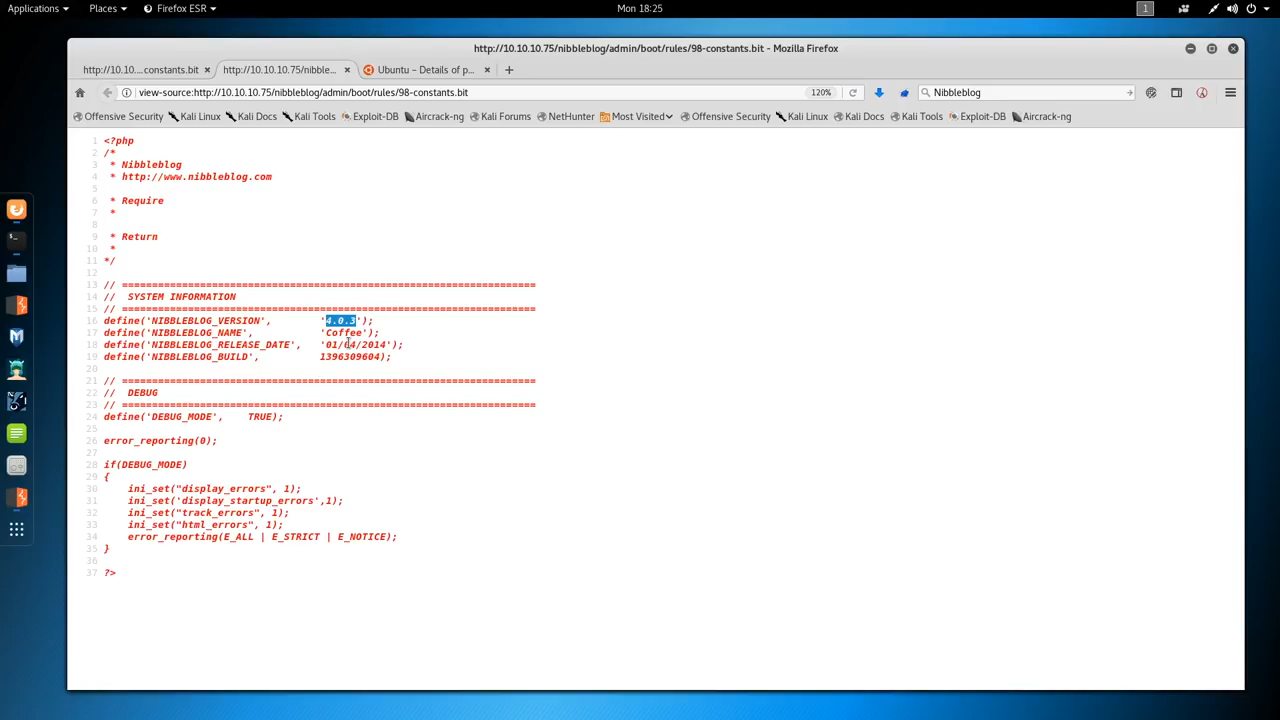 Applications Places Firefox ESR Mon 18:25 1
http://10.10.10.75/nibbleblog/admin/boot/rules/98-constants.bit - Mozilla Firefox
http://10.10....constants.bit http://10.10.10.75/nibble... Ubuntu – Details of p...
view-source:http://10.10.10.75/nibbleblog/admin/boot/rules/98-constants.bit 120% Nibbleblog
Offensive Security Kali Linux Kali Docs Kali Tools Exploit-DB Aircrack-ng Kali Forums NetHunter Most Visited Offensive Security Kali Linux Kali Docs Kali Tools Exploit-DB Aircrack-ng
1 <?php
2 /*
3 * Nibbleblog
4 * http://www.nibbleblog.com
5
6 * Require
7 *
8
9 * Return
10 *
11 */
12
13 // =====================================================================
14 // SYSTEM INFORMATION
15 // =====================================================================
16 define('NIBBLEBLOG_VERSION', '4.0.3');
17 define('NIBBLEBLOG_NAME', 'Coffee');
18 define('NIBBLEBLOG_RELEASE_DATE', '01/04/2014');
19 define('NIBBLEBLOG_BUILD', 1396309604);
20
21 // =====================================================================
22 // DEBUG
23 // =====================================================================
24 define('DEBUG_MODE', TRUE);
25
26 error_reporting(0);
27
28 if(DEBUG_MODE)
29 {
30 ini_set("display_errors", 1);
31 ini_set('display_startup_errors',1);
32 ini_set("track_errors", 1);
33 ini_set("html_errors", 1);
34 error_reporting(E_ALL | E_STRICT | E_NOTICE);
35 }
36
37 ?>